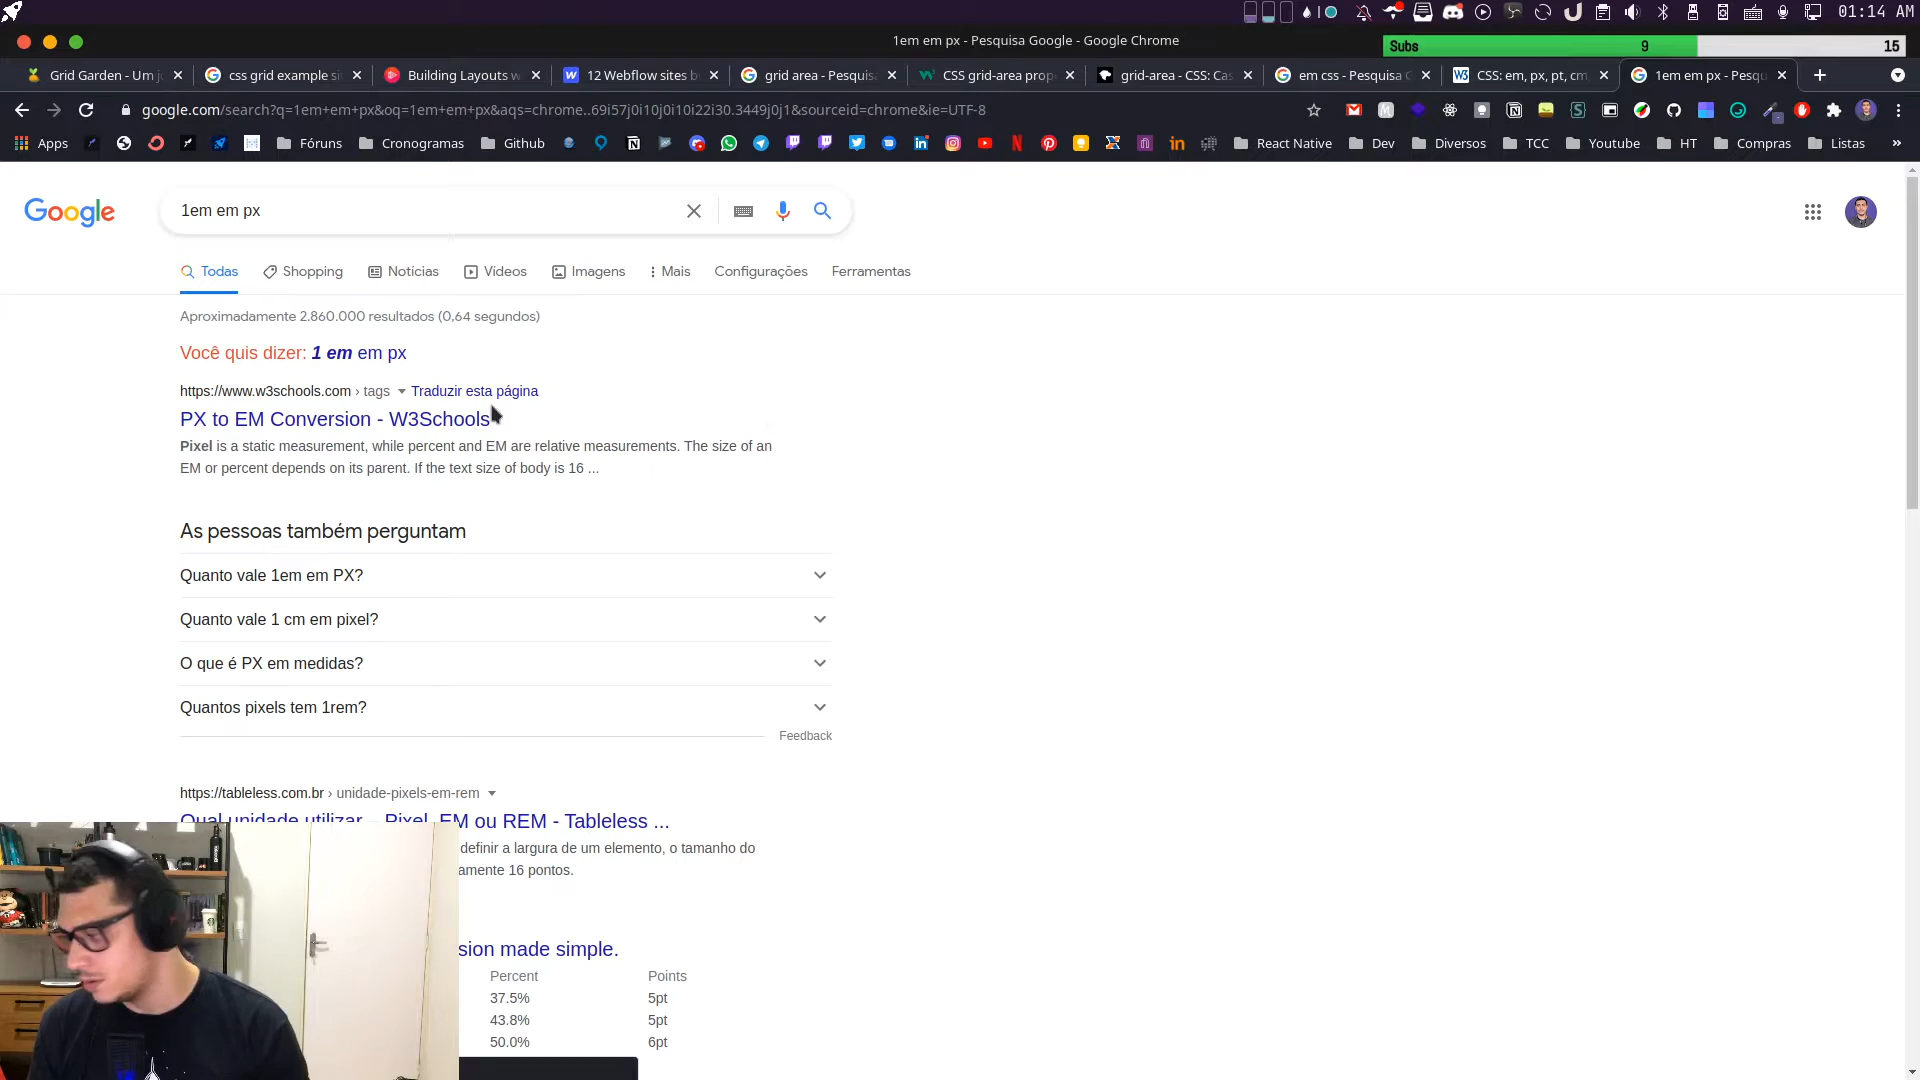 01:14 AM
1em em px - Pesquisa Google - Google Chrome
Subs 9 15
Grid Garden - Um j
css grid example si
Building Layouts w
12 Webflow sites b
grid area - Pesquisa
CSS grid-area prop
grid-area - CSS: Cas
em css - Pesquisa G
CSS: em, px, pt, cm,
1em em px - Pesqu
google.com/search?q=1em+em+px&oq=1em+em+px&aqs=chrome..69i57j0i10j0i10i22i30.3449j0j1&sourceid=chrome&ie=UTF-8
Apps Fóruns Cronogramas Github React Native Dev Diversos TCC Youtube HT Compras Listas »
Google
1em em px
Todas Shopping Notícias Vídeos Imagens Mais Configurações Ferramentas
Aproximadamente 2.860.000 resultados (0,64 segundos)
Você quis dizer: 1 em em px
https://www.w3schools.com › tags Traduzir esta página
PX to EM Conversion - W3Schools
Pixel is a static measurement, while percent and EM are relative measurements. The size of an
EM or percent depends on its parent. If the text size of body is 16 ...
As pessoas também perguntam
Quanto vale 1em em PX?
Quanto vale 1 cm em pixel?
O que é PX em medidas?
Quantos pixels tem 1rem?
Feedback
https://tableless.com.br › unidade-pixels-em-rem
Qual unidade utilizar – Pixel, EM ou REM - Tableless ...
definir a largura de um elemento, o tamanho do
amente 16 pontos.
sion made simple.
Percent Points
37.5% 5pt
43.8% 5pt
50.0% 6pt